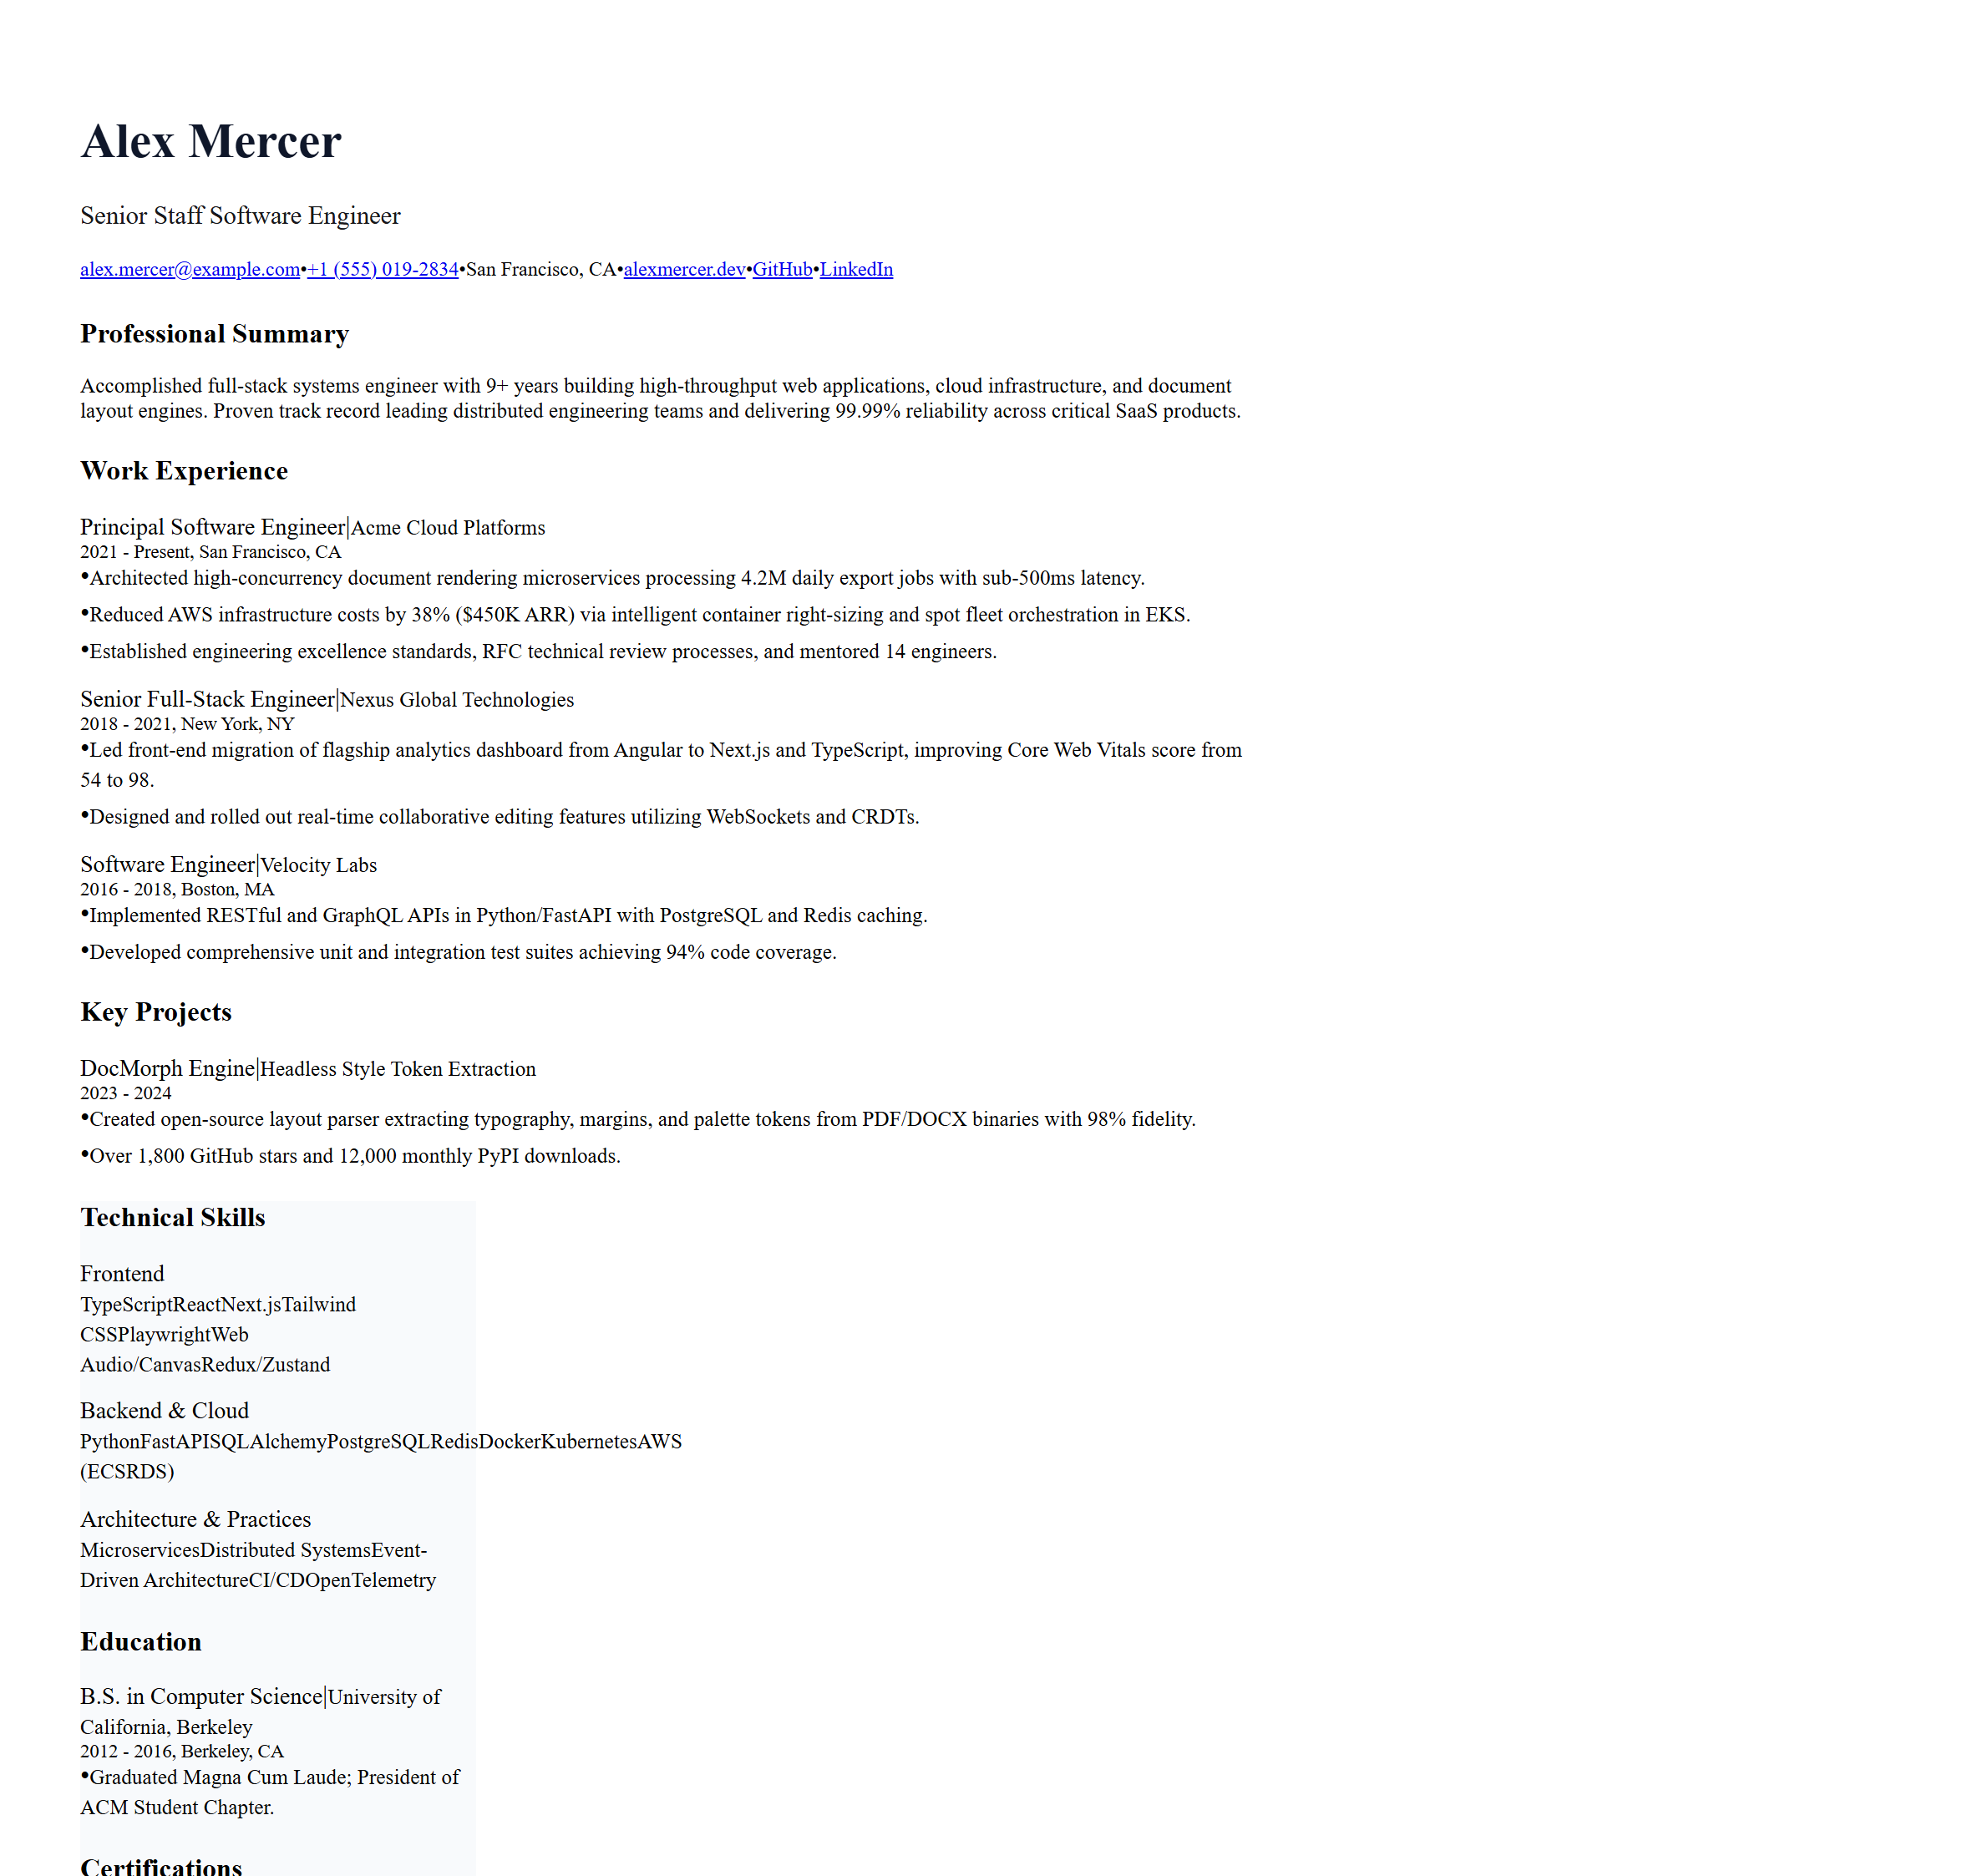 Alex Mercer
Senior Staff Software Engineer
alex.mercer@example.com•+1 (555) 019-2834•San Francisco, CA•alexmercer.dev•GitHub•LinkedIn
Professional Summary
Accomplished full-stack systems engineer with 9+ years building high-throughput web applications, cloud infrastructure, and document
layout engines. Proven track record leading distributed engineering teams and delivering 99.99% reliability across critical SaaS products.
Work Experience
Principal Software Engineer|Acme Cloud Platforms
2021 - Present, San Francisco, CA
•Architected high-concurrency document rendering microservices processing 4.2M daily export jobs with sub-500ms latency.
•Reduced AWS infrastructure costs by 38% ($450K ARR) via intelligent container right-sizing and spot fleet orchestration in EKS.
•Established engineering excellence standards, RFC technical review processes, and mentored 14 engineers.
Senior Full-Stack Engineer|Nexus Global Technologies
2018 - 2021, New York, NY
•Led front-end migration of flagship analytics dashboard from Angular to Next.js and TypeScript, improving Core Web Vitals score from
54 to 98.
•Designed and rolled out real-time collaborative editing features utilizing WebSockets and CRDTs.
Software Engineer|Velocity Labs
2016 - 2018, Boston, MA
•Implemented RESTful and GraphQL APIs in Python/FastAPI with PostgreSQL and Redis caching.
•Developed comprehensive unit and integration test suites achieving 94% code coverage.
Key Projects
DocMorph Engine|Headless Style Token Extraction
2023 - 2024
•Created open-source layout parser extracting typography, margins, and palette tokens from PDF/DOCX binaries with 98% fidelity.
•Over 1,800 GitHub stars and 12,000 monthly PyPI downloads.
Technical Skills
Frontend
TypeScriptReactNext.jsTailwind
CSSPlaywrightWeb
Audio/CanvasRedux/Zustand
Backend & Cloud
PythonFastAPISQLAlchemyPostgreSQLRedisDockerKubernetesAWS
(ECSRDS)
Architecture & Practices
MicroservicesDistributed SystemsEvent-
Driven ArchitectureCI/CDOpenTelemetry
Education
B.S. in Computer Science|University of
California, Berkeley
2012 - 2016, Berkeley, CA
•Graduated Magna Cum Laude; President of
ACM Student Chapter.
Certifications